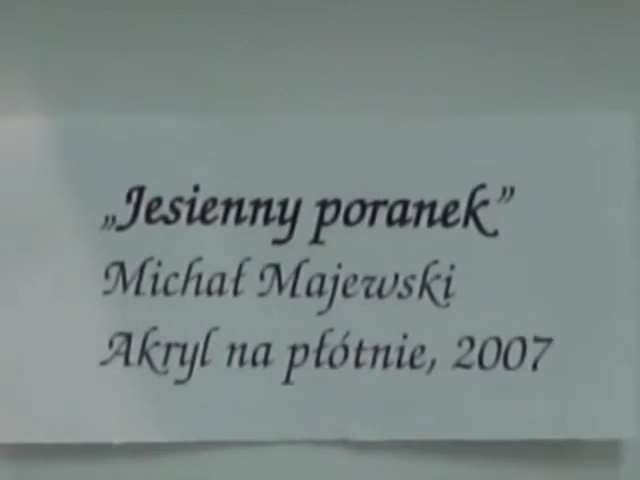 „Jesienny poranek”
Michał Majewski
Akryl na płótnie, 2007